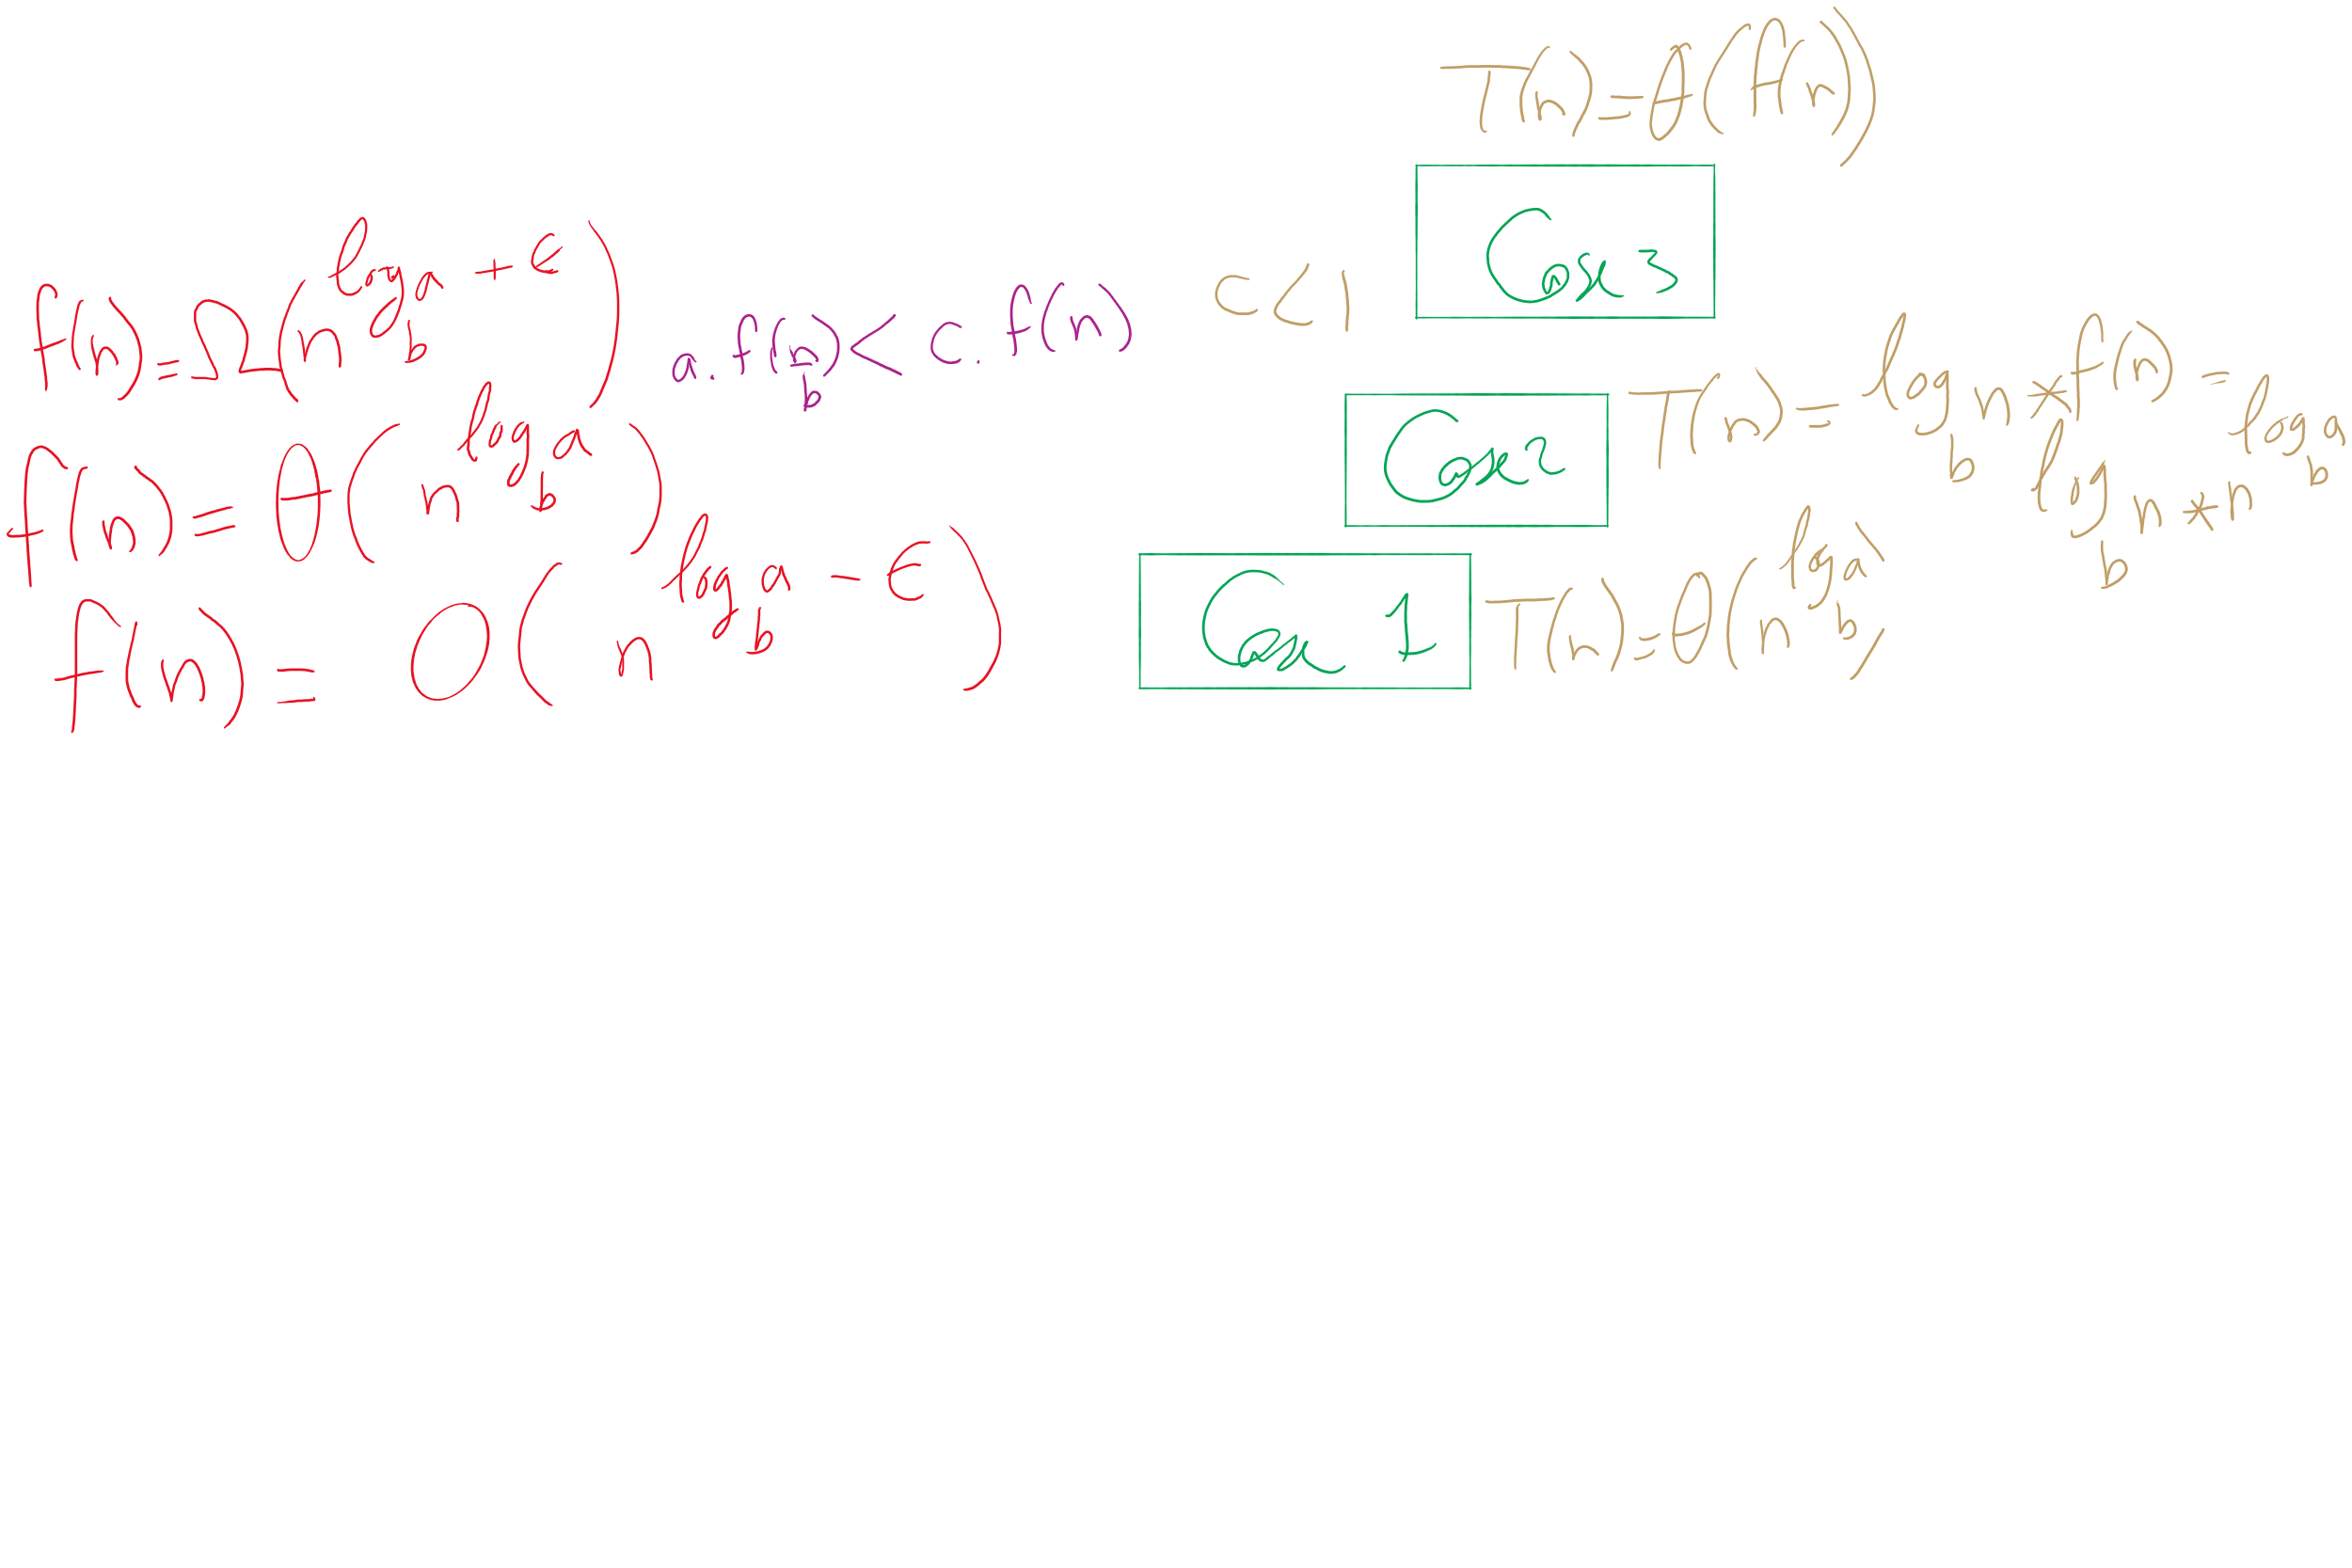 T(n) = θ(f(n))
Case 3
f(n) = Ω(n^(log_b a + ε)) a. f(n/b) < c. f(n) c < 1
Case 2 T(n) = log_b n * f(n) = log_b n * n^(log_b a)
f(n) = θ(n^(log_b a))
f(n) = O(n^(log_b a - ε)) Case 1 T(n) = θ(n^(log_b a))